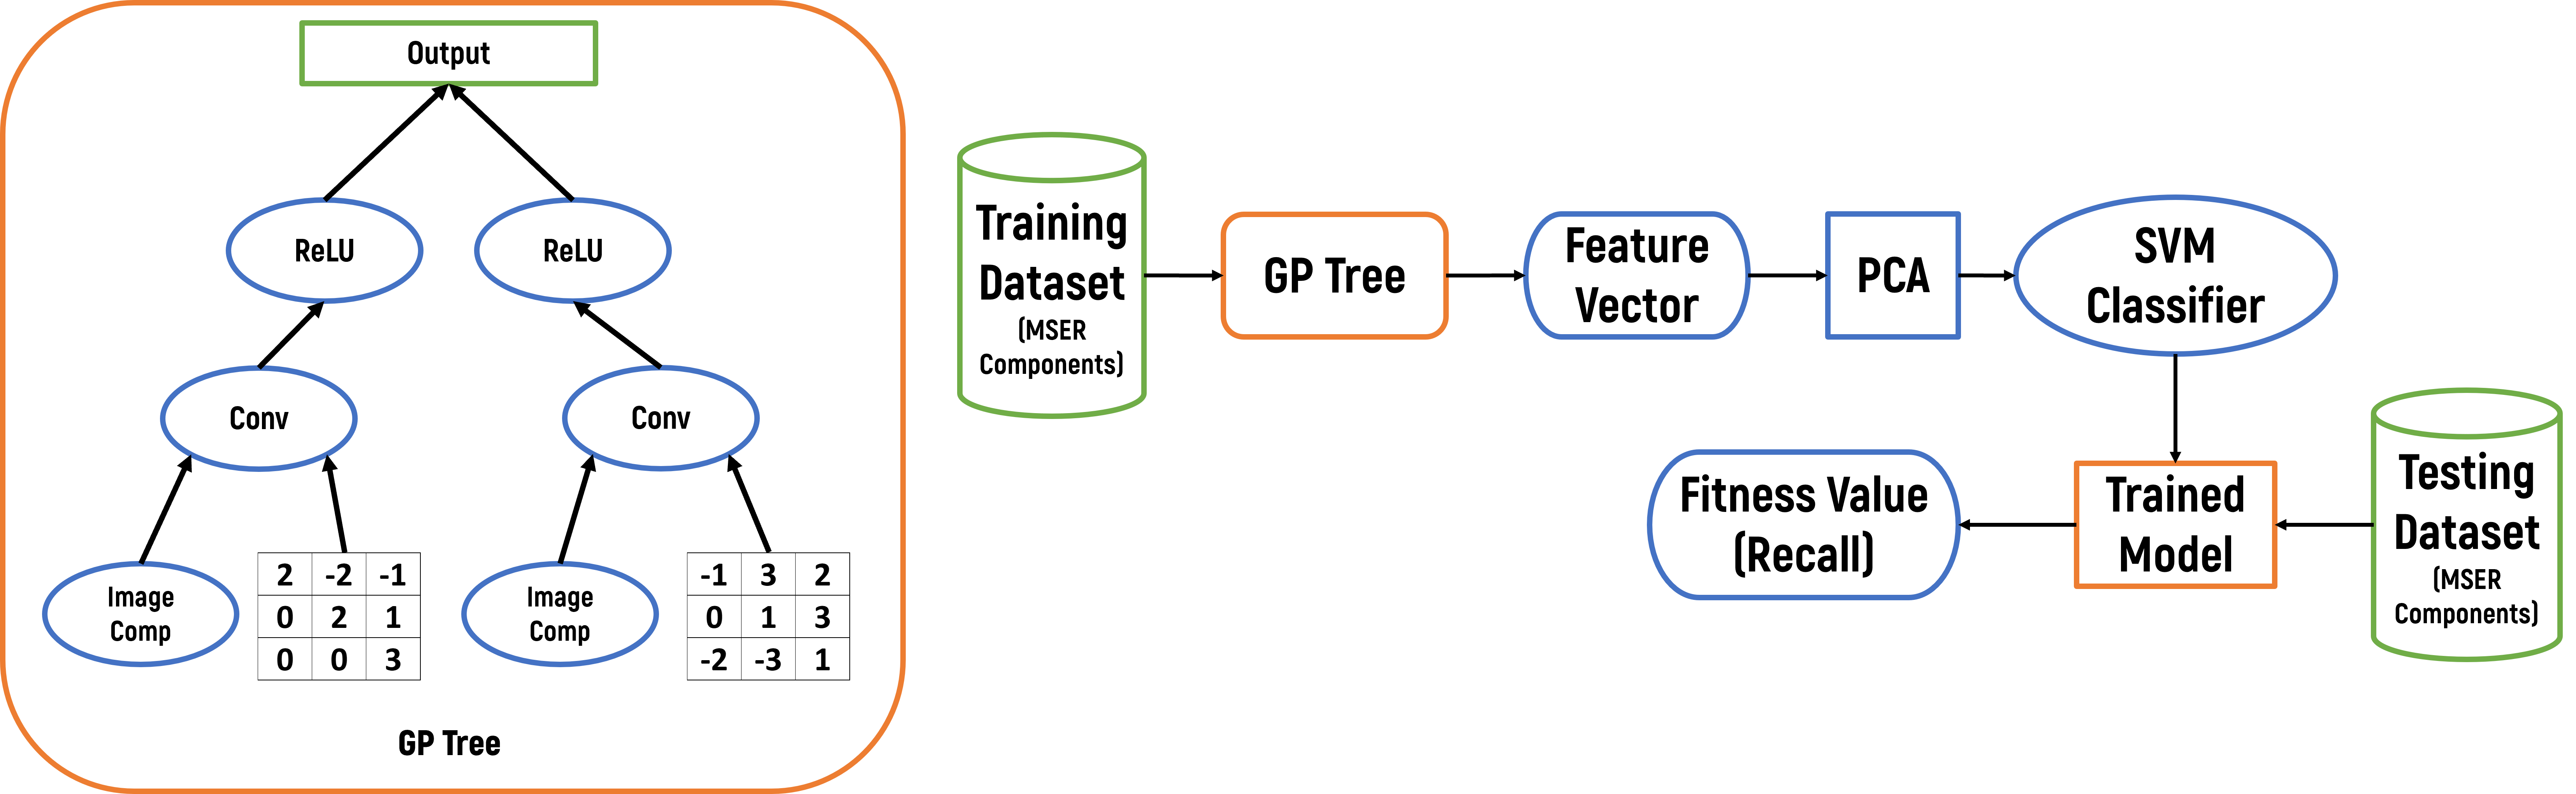 Output
ReLU
ReLU
Conv
Conv
Image
Comp
2 -2 -1
0 2 1
0 0 3
Image
Comp
-1 3 2
0 1 3
-2 -3 1
GP Tree
Training
Dataset
(MSER
Components)
GP Tree
Feature
Vector
PCA
SVM
Classifier
Fitness Value
(Recall)
Trained
Model
Testing
Dataset
(MSER
Components)